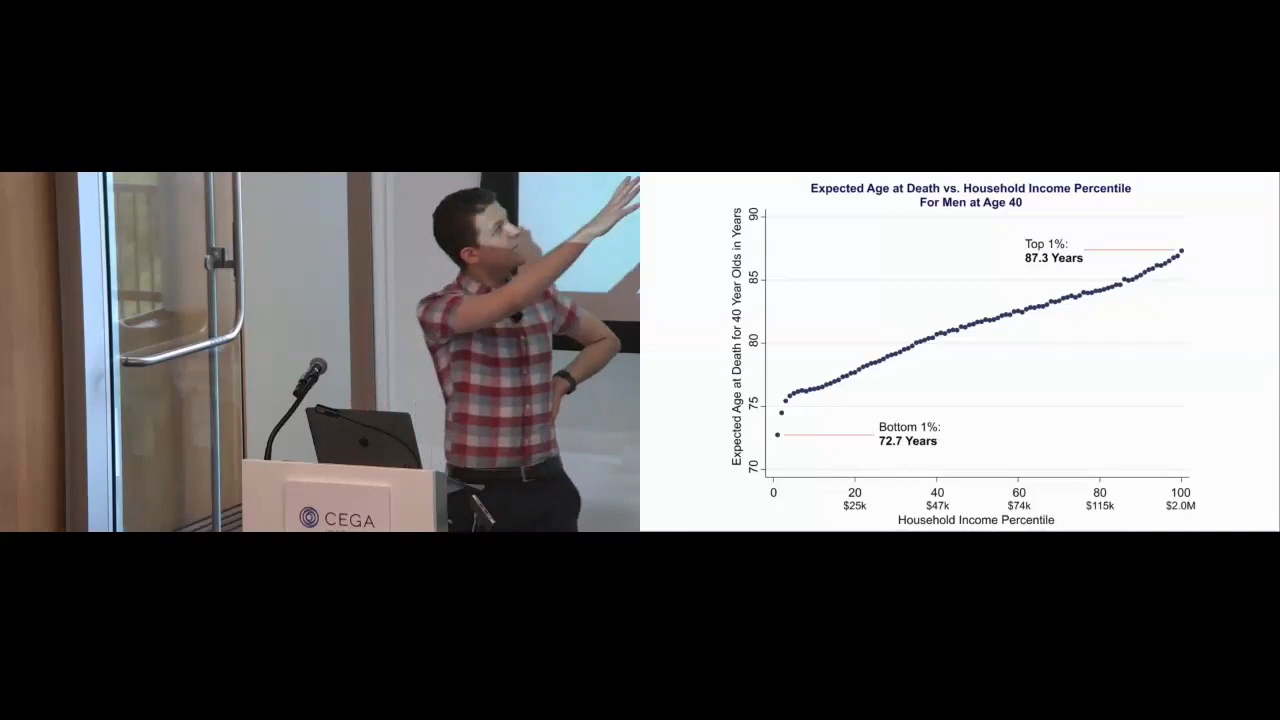 CEGA
Expected Age at Death vs. Household Income Percentile
For Men at Age 40
Expected Age at Death for 40 Year Olds in Years
90
85
80
75
70
Top 1%:
87.3 Years
Bottom 1%:
72.7 Years
0 20 40 60 80 100
$25k $47k $74k $115k $2.0M
Household Income Percentile